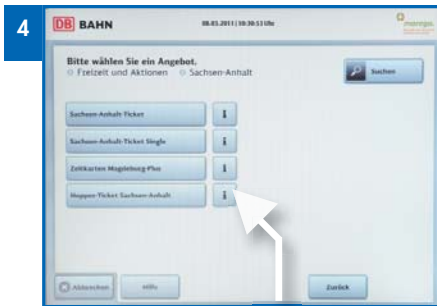 4
DB BAHN
08.03.2011 | 10:30:53 Uhr
marego.
Bitte wählen Sie ein Angebot.
Freizeit und Aktionen Sachsen-Anhalt
Suchen
Sachsen-Anhalt-Ticket i
Sachsen-Anhalt-Ticket Single i
Zeitkarten Magdeburg-Plus i
Hopper-Ticket Sachsen-Anhalt i
Abbrechen Hilfe Zurück